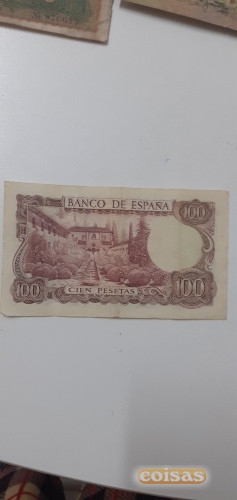 BANCO DE ESPAÑA
100
100
CIEN PESETAS
100
coisas